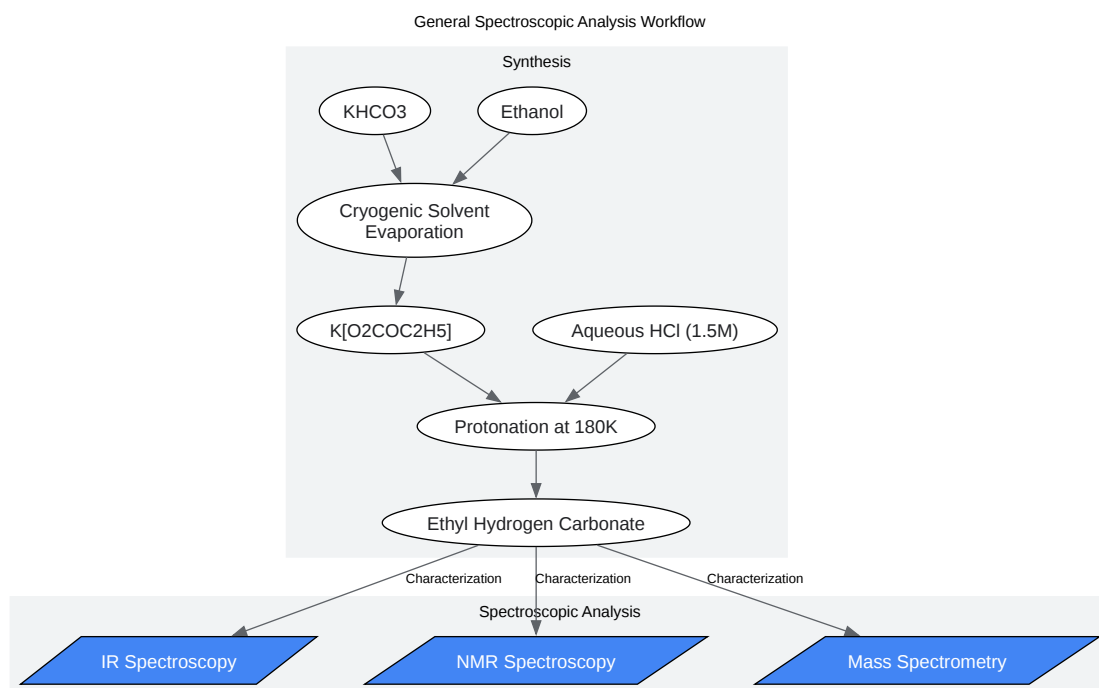 General Spectroscopic Analysis Workflow
Synthesis
KHCO3
Ethanol
Cryogenic Solvent
Evaporation
K[O2COC2H5]
Aqueous HCl (1.5M)
Protonation at 180K
Ethyl Hydrogen Carbonate
Characterization
Characterization
Characterization
Spectroscopic Analysis
IR Spectroscopy
NMR Spectroscopy
Mass Spectrometry